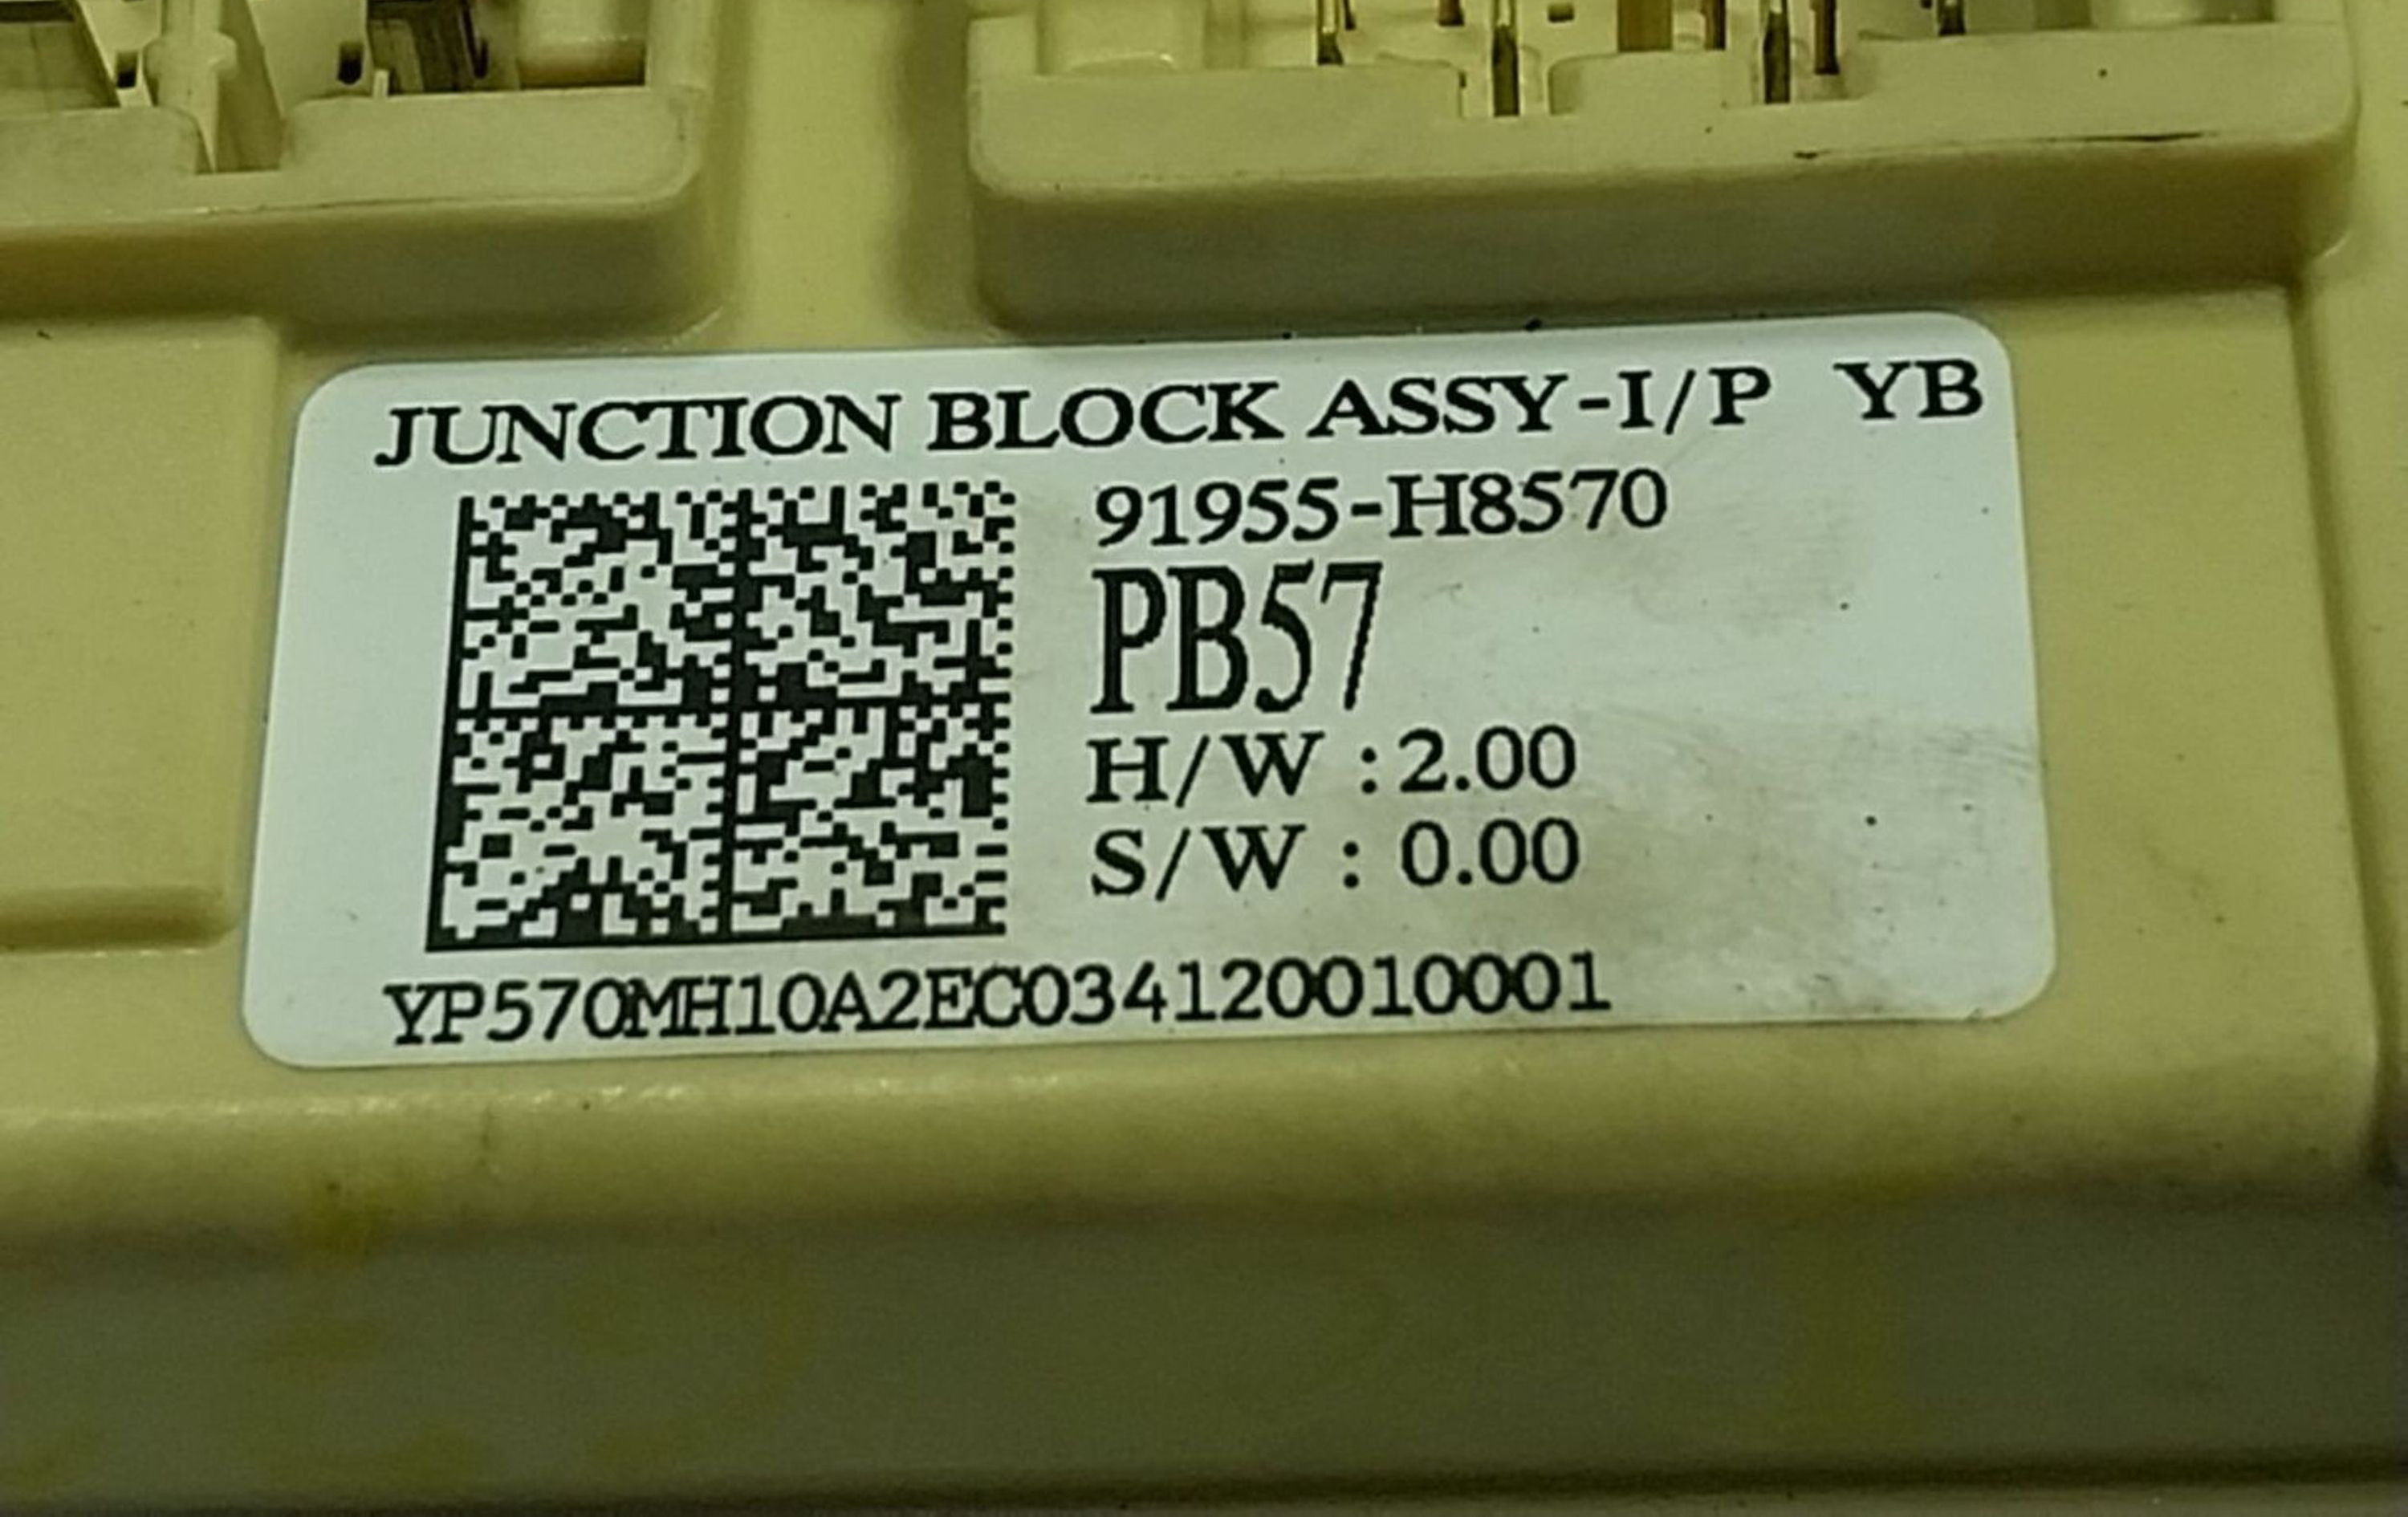 JUNCTION BLOCK ASSY-I/P YB
91955-H8570
PB57
H/W : 2.00
S/W : 0.00
YP570MH10A2EC034120010001